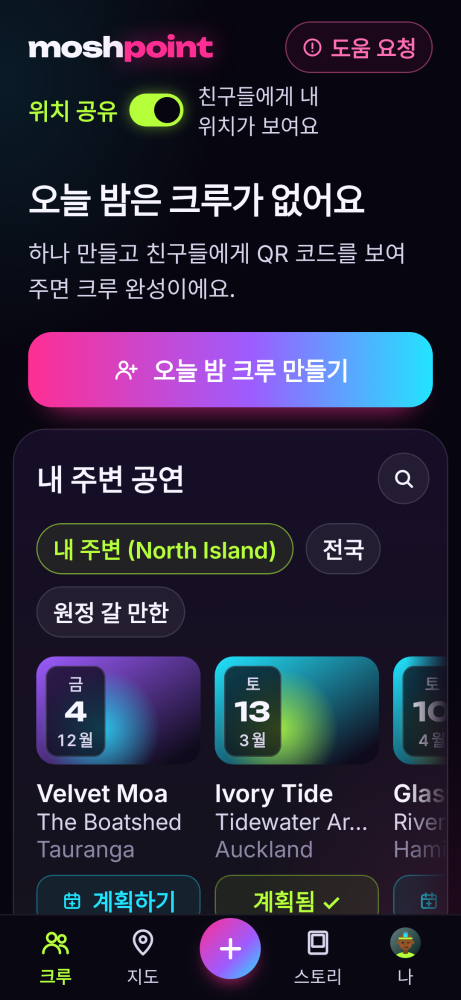 moshpoint
도움 요청
위치 공유
친구들에게 내
위치가 보여요
오늘 밤은 크루가 없어요
하나 만들고 친구들에게 QR 코드를 보여
주면 크루 완성이에요.
오늘 밤 크루 만들기
내 주변 공연
내 주변 (North Island)
전국
원정 갈 만한
금
4
12월
토
13
3월
토
10
4월
Velvet Moa
The Boatshed
Tauranga
Ivory Tide
Tidewater Ar...
Auckland
Glas
River
Hami
계획하기
계획됨
크루
지도
스토리
나